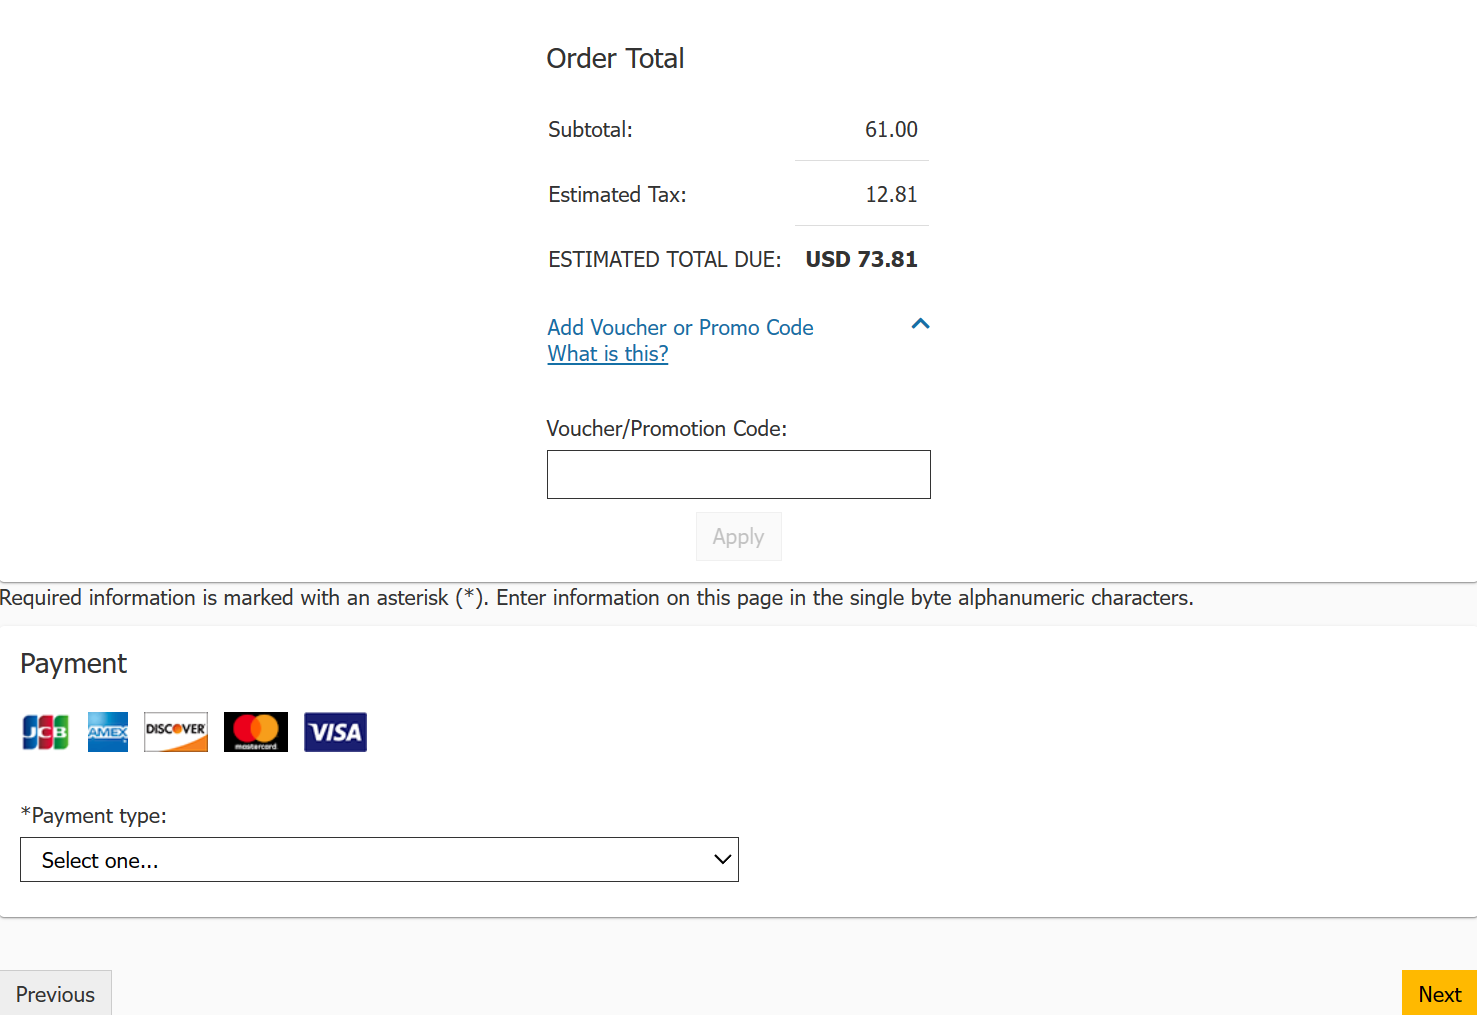 Order Total
Subtotal: 61.00
Estimated Tax: 12.81
ESTIMATED TOTAL DUE: USD 73.81
Add Voucher or Promo Code
What is this?
Voucher/Promotion Code:
Apply
Required information is marked with an asterisk (*). Enter information on this page in the single byte alphanumeric characters.
Payment
JCB AMEX DISCOVER mastercard VISA
*Payment type:
Select one...
Previous Next